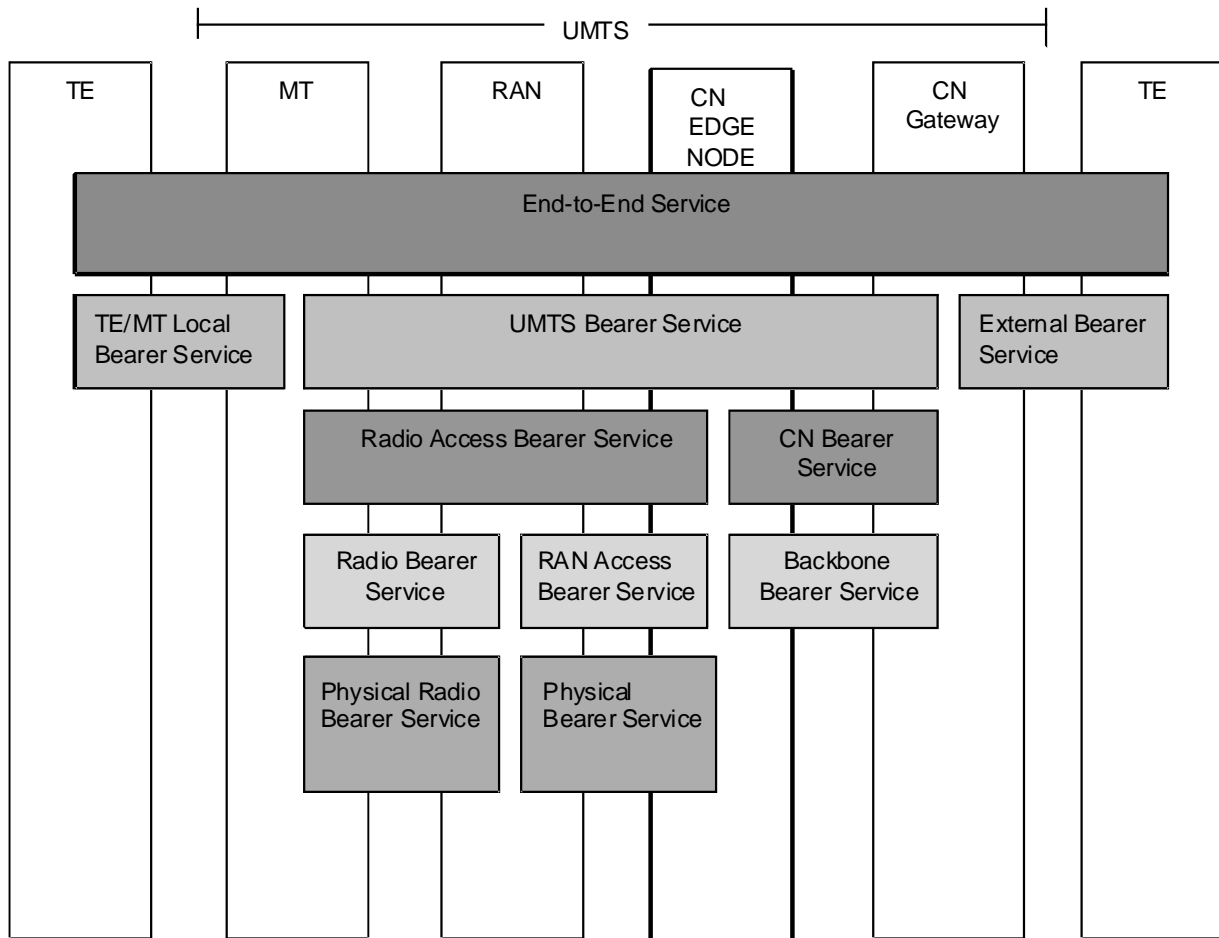 UMTS
TE
MT
RAN
CN
EDGE
NODE
CN
Gateway
TE
End-to-End Service
TE/MT Local
Bearer Service
UMTS Bearer Service
External Bearer
Service
Radio Access Bearer Service
CN Bearer
Service
Radio Bearer
Service
RAN Access
Bearer Service
Backbone
Bearer Service
Physical Radio
Bearer Service
Physical
Bearer Service